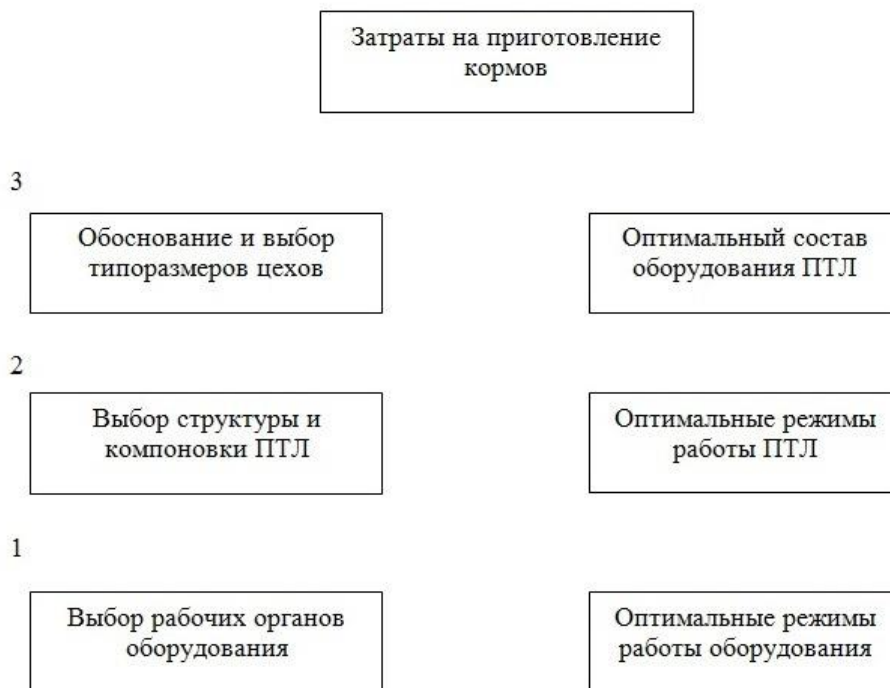 Затраты на приготовление
кормов
3
Обоснование и выбор
типоразмеров цехов
Оптимальный состав
оборудования ПТЛ
2
Выбор структуры и
компоновки ПТЛ
Оптимальные режимы
работы ПТЛ
1
Выбор рабочих органов
оборудования
Оптимальные режимы
работы оборудования